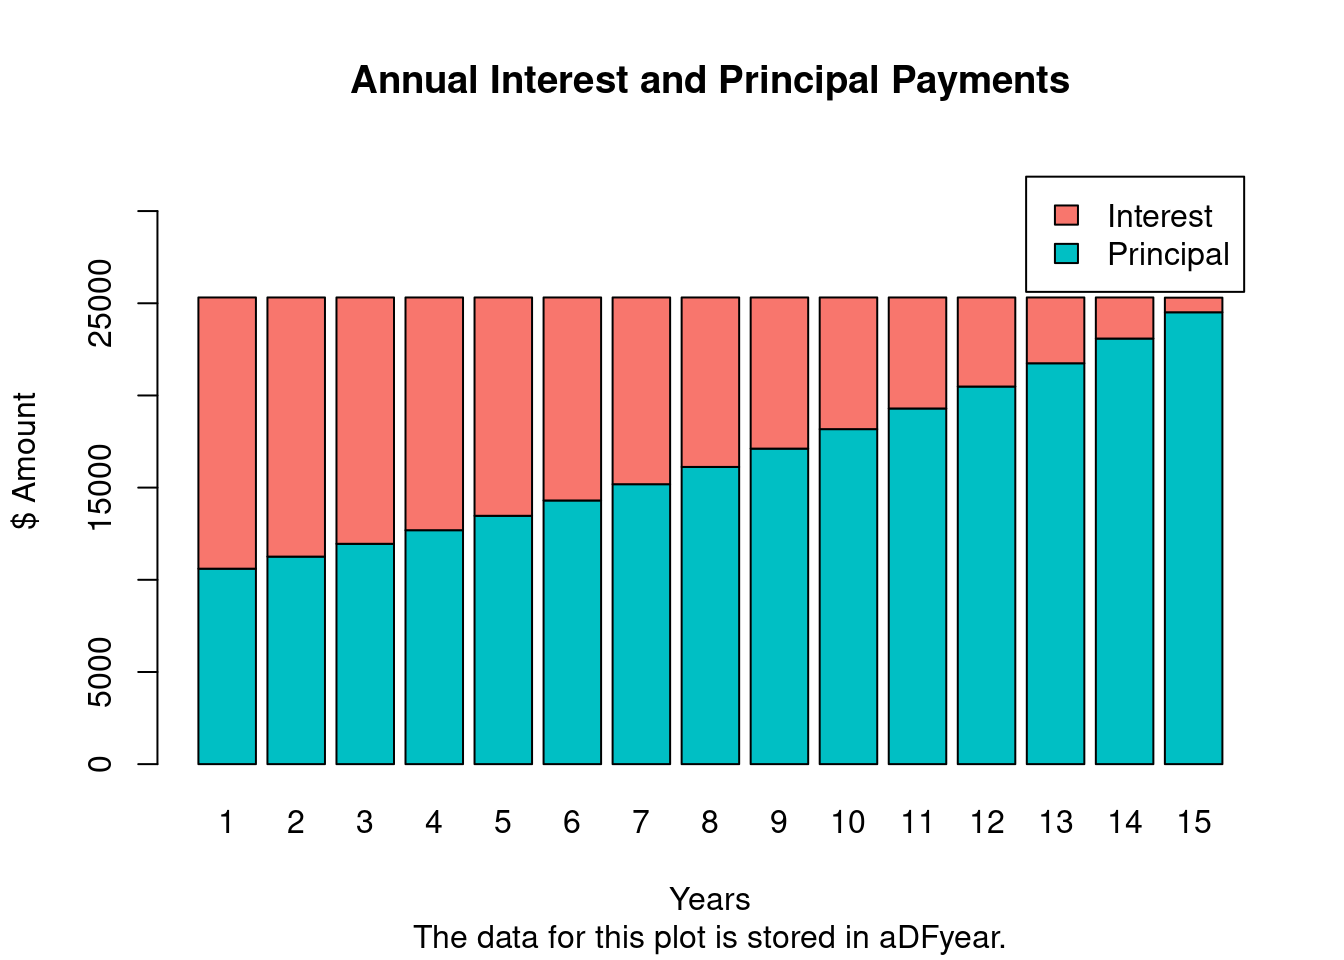 Annual Interest and Principal Payments
Interest
Principal
$ Amount
25000
15000
5000
0
1 2 3 4 5 6 7 8 9 10 11 12 13 14 15
Years
The data for this plot is stored in aDFyear.